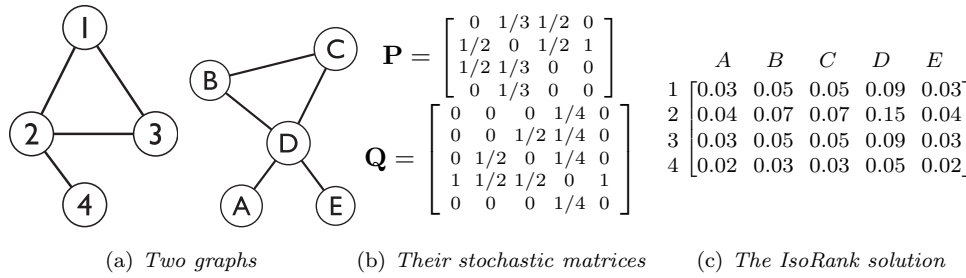 1
2
3
4
A
B
C
D
E
P =
0 1/3 1/2 0
1/2 0 1/2 1
1/2 1/3 0 0
0 1/3 0 0
Q =
0 0 0 1/4 0
0 0 1/2 1/4 0
0 1/2 0 1/4 0
1 1/2 1/2 0 1
0 0 0 1/4 0
A B C D E
1 0.03 0.05 0.05 0.09 0.03
2 0.04 0.07 0.07 0.15 0.04
3 0.03 0.05 0.05 0.09 0.03
4 0.02 0.03 0.03 0.05 0.02
(a) Two graphs
(b) Their stochastic matrices
(c) The IsoRank solution